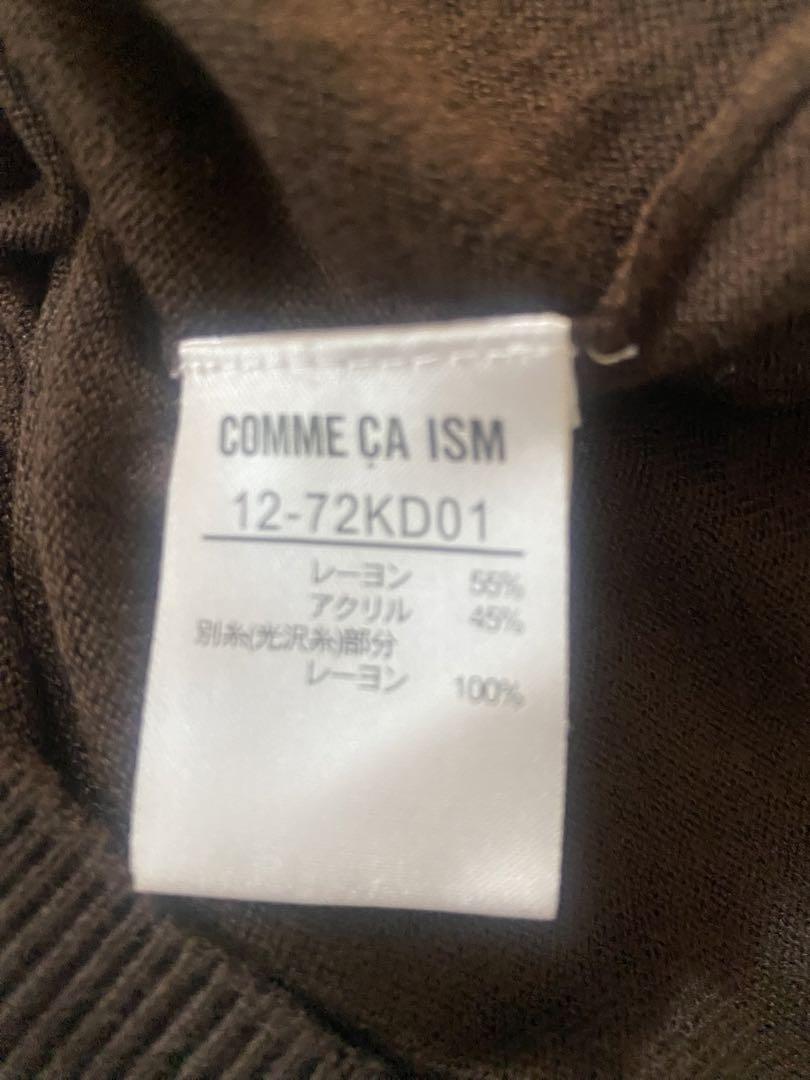 COMME ÇA ISM
12-72KD01
レーヨン 55%
アクリル 45%
別糸(光沢糸)部分
レーヨン 100%